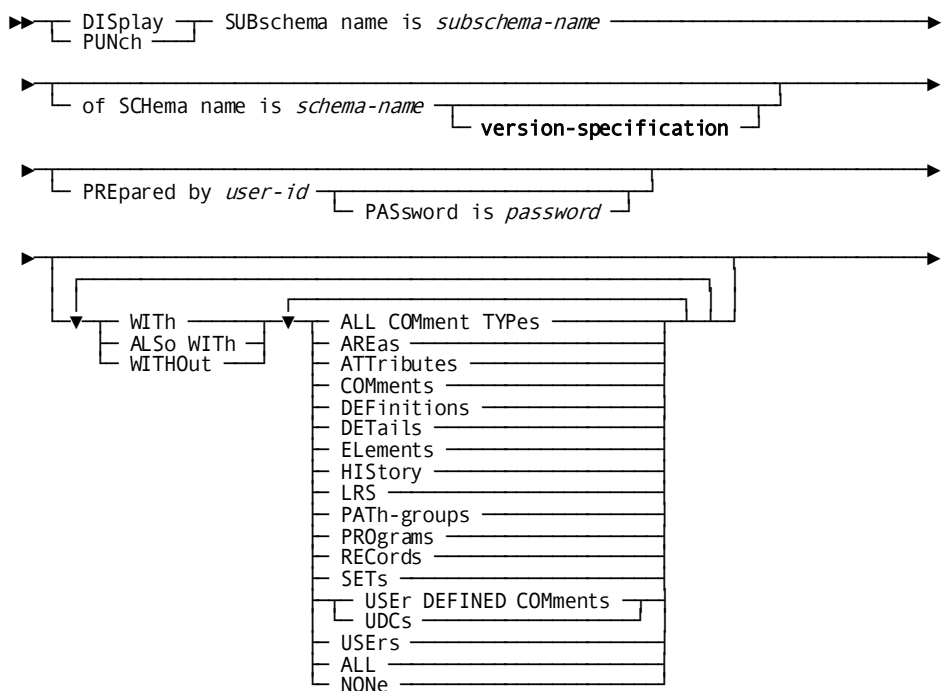 DISplay SUBschema name is subschema-name
PUNch
of SCHema name is schema-name
version-specification
PREpared by user-id
PASsword is password
WITh ALL COMment TYPes
ALSo WITh AREas
WITHOut ATTributes
COMments
DEFinitions
DETails
ELements
HIStory
LRS
PATh-groups
PROgrams
RECords
SETs
USEr DEFINED COMments
UDCs
USErs
ALL
NONe